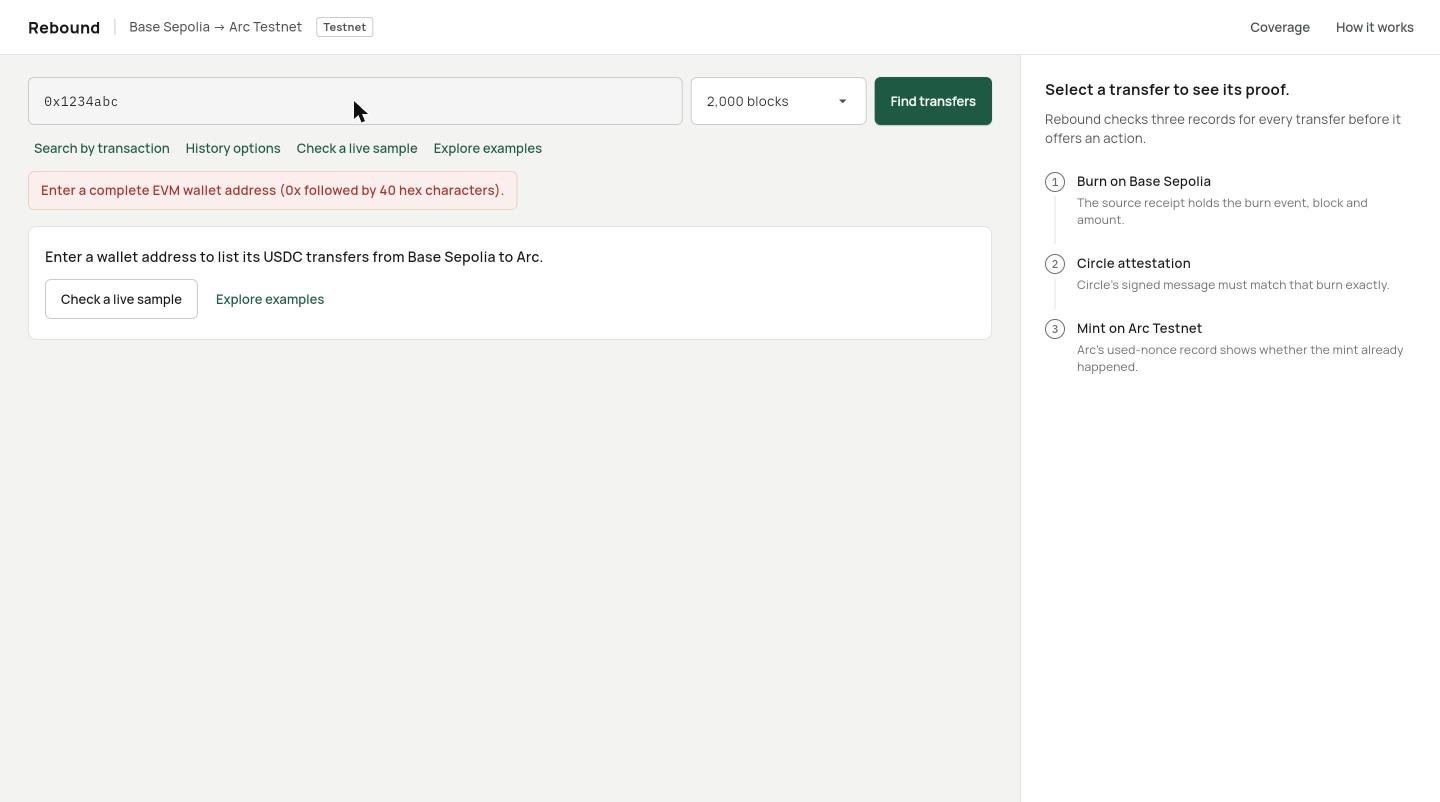 Rebound
Base Sepolia → Arc Testnet
Testnet
Coverage
How it works
0x1234abc
2,000 blocks
Find transfers
Search by transaction
History options
Check a live sample
Explore examples
Enter a complete EVM wallet address (0x followed by 40 hex characters).
Enter a wallet address to list its USDC transfers from Base Sepolia to Arc.
Check a live sample
Explore examples
Select a transfer to see its proof.
Rebound checks three records for every transfer before it
offers an action.
1
Burn on Base Sepolia
The source receipt holds the burn event, block and
amount.
2
Circle attestation
Circle's signed message must match that burn exactly.
3
Mint on Arc Testnet
Arc's used-nonce record shows whether the mint already
happened.